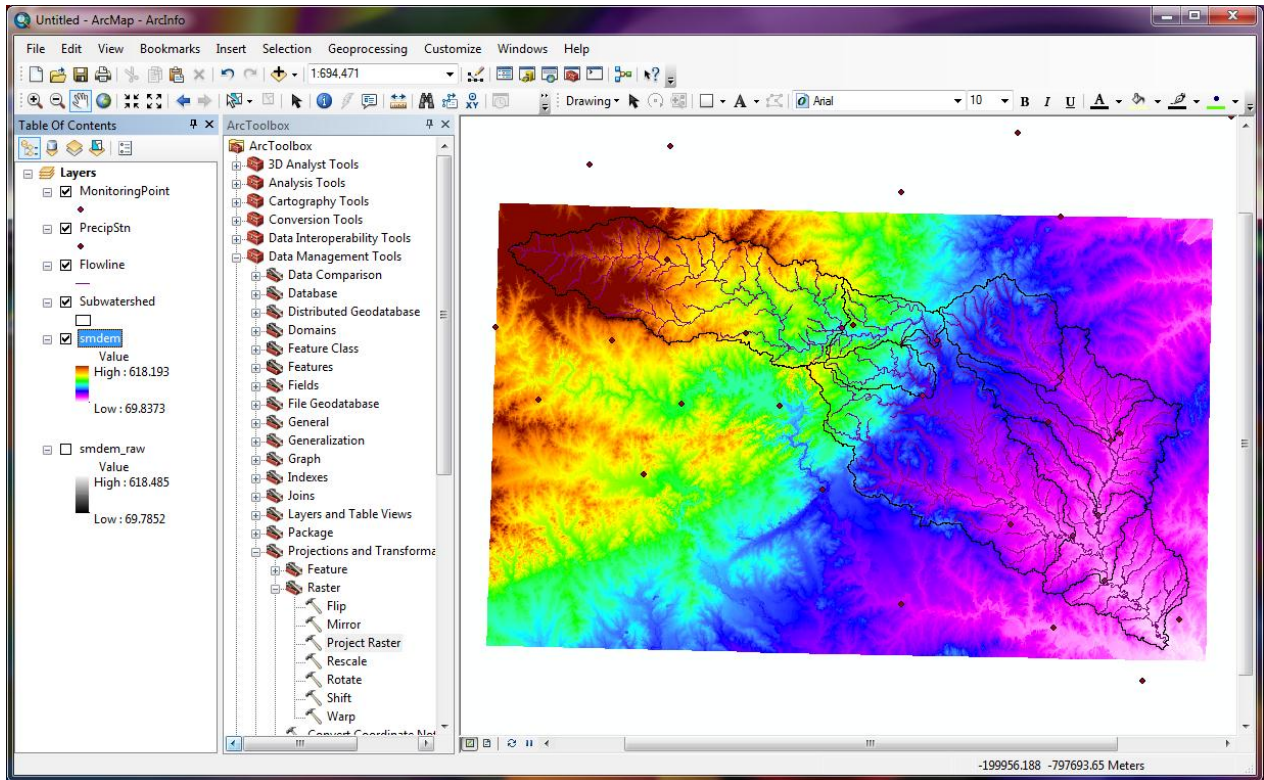 Untitled - ArcMap - ArcInfo
File Edit View Bookmarks Insert Selection Geoprocessing Customize Windows Help
1:694,471
Drawing Arial 10 B I U A
Table Of Contents
Layers
MonitoringPoint
PrecipStn
Flowline
Subwatershed
smdem
Value
High : 618.193
Low : 69.8373
smdem_raw
Value
High : 618.485
Low : 69.7852
ArcToolbox
ArcToolbox
3D Analyst Tools
Analysis Tools
Cartography Tools
Conversion Tools
Data Interoperability Tools
Data Management Tools
Data Comparison
Database
Distributed Geodatabase
Domains
Feature Class
Features
Fields
File Geodatabase
General
Generalization
Graph
Indexes
Joins
Layers and Table Views
Package
Projections and Transforma
Feature
Raster
Flip
Mirror
Project Raster
Rescale
Rotate
Shift
Warp
Convert Coordinate Not
-199956.188 -797693.65 Meters